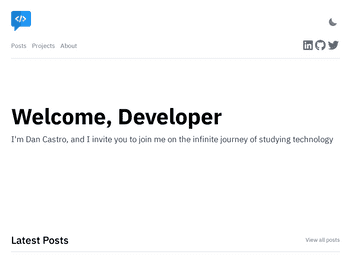 </>
Posts Projects About
Welcome, Developer
I'm Dan Castro, and I invite you to join me on the infinite journey of studying technology
Latest Posts
View all posts